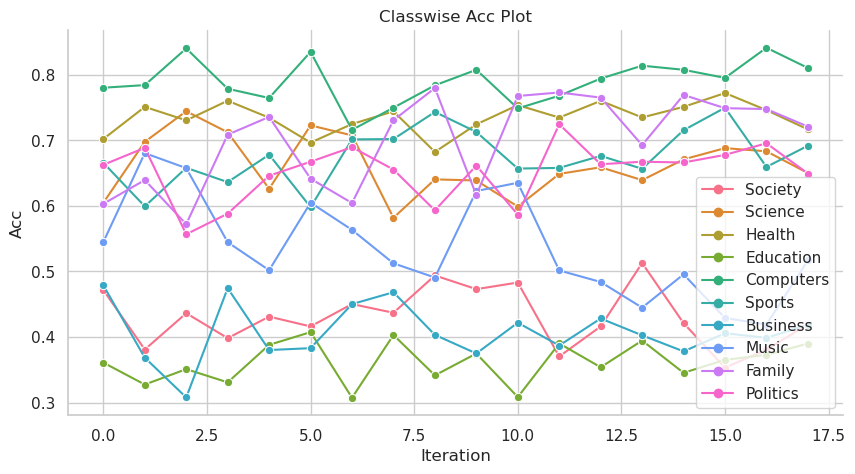 Classwise Acc Plot
Acc
0.8
0.7
0.6
0.5
0.4
0.3
0.0
2.5
5.0
7.5
10.0
12.5
15.0
17.5
Iteration
Society
Science
Health
Education
Computers
Sports
Business
Music
Family
Politics